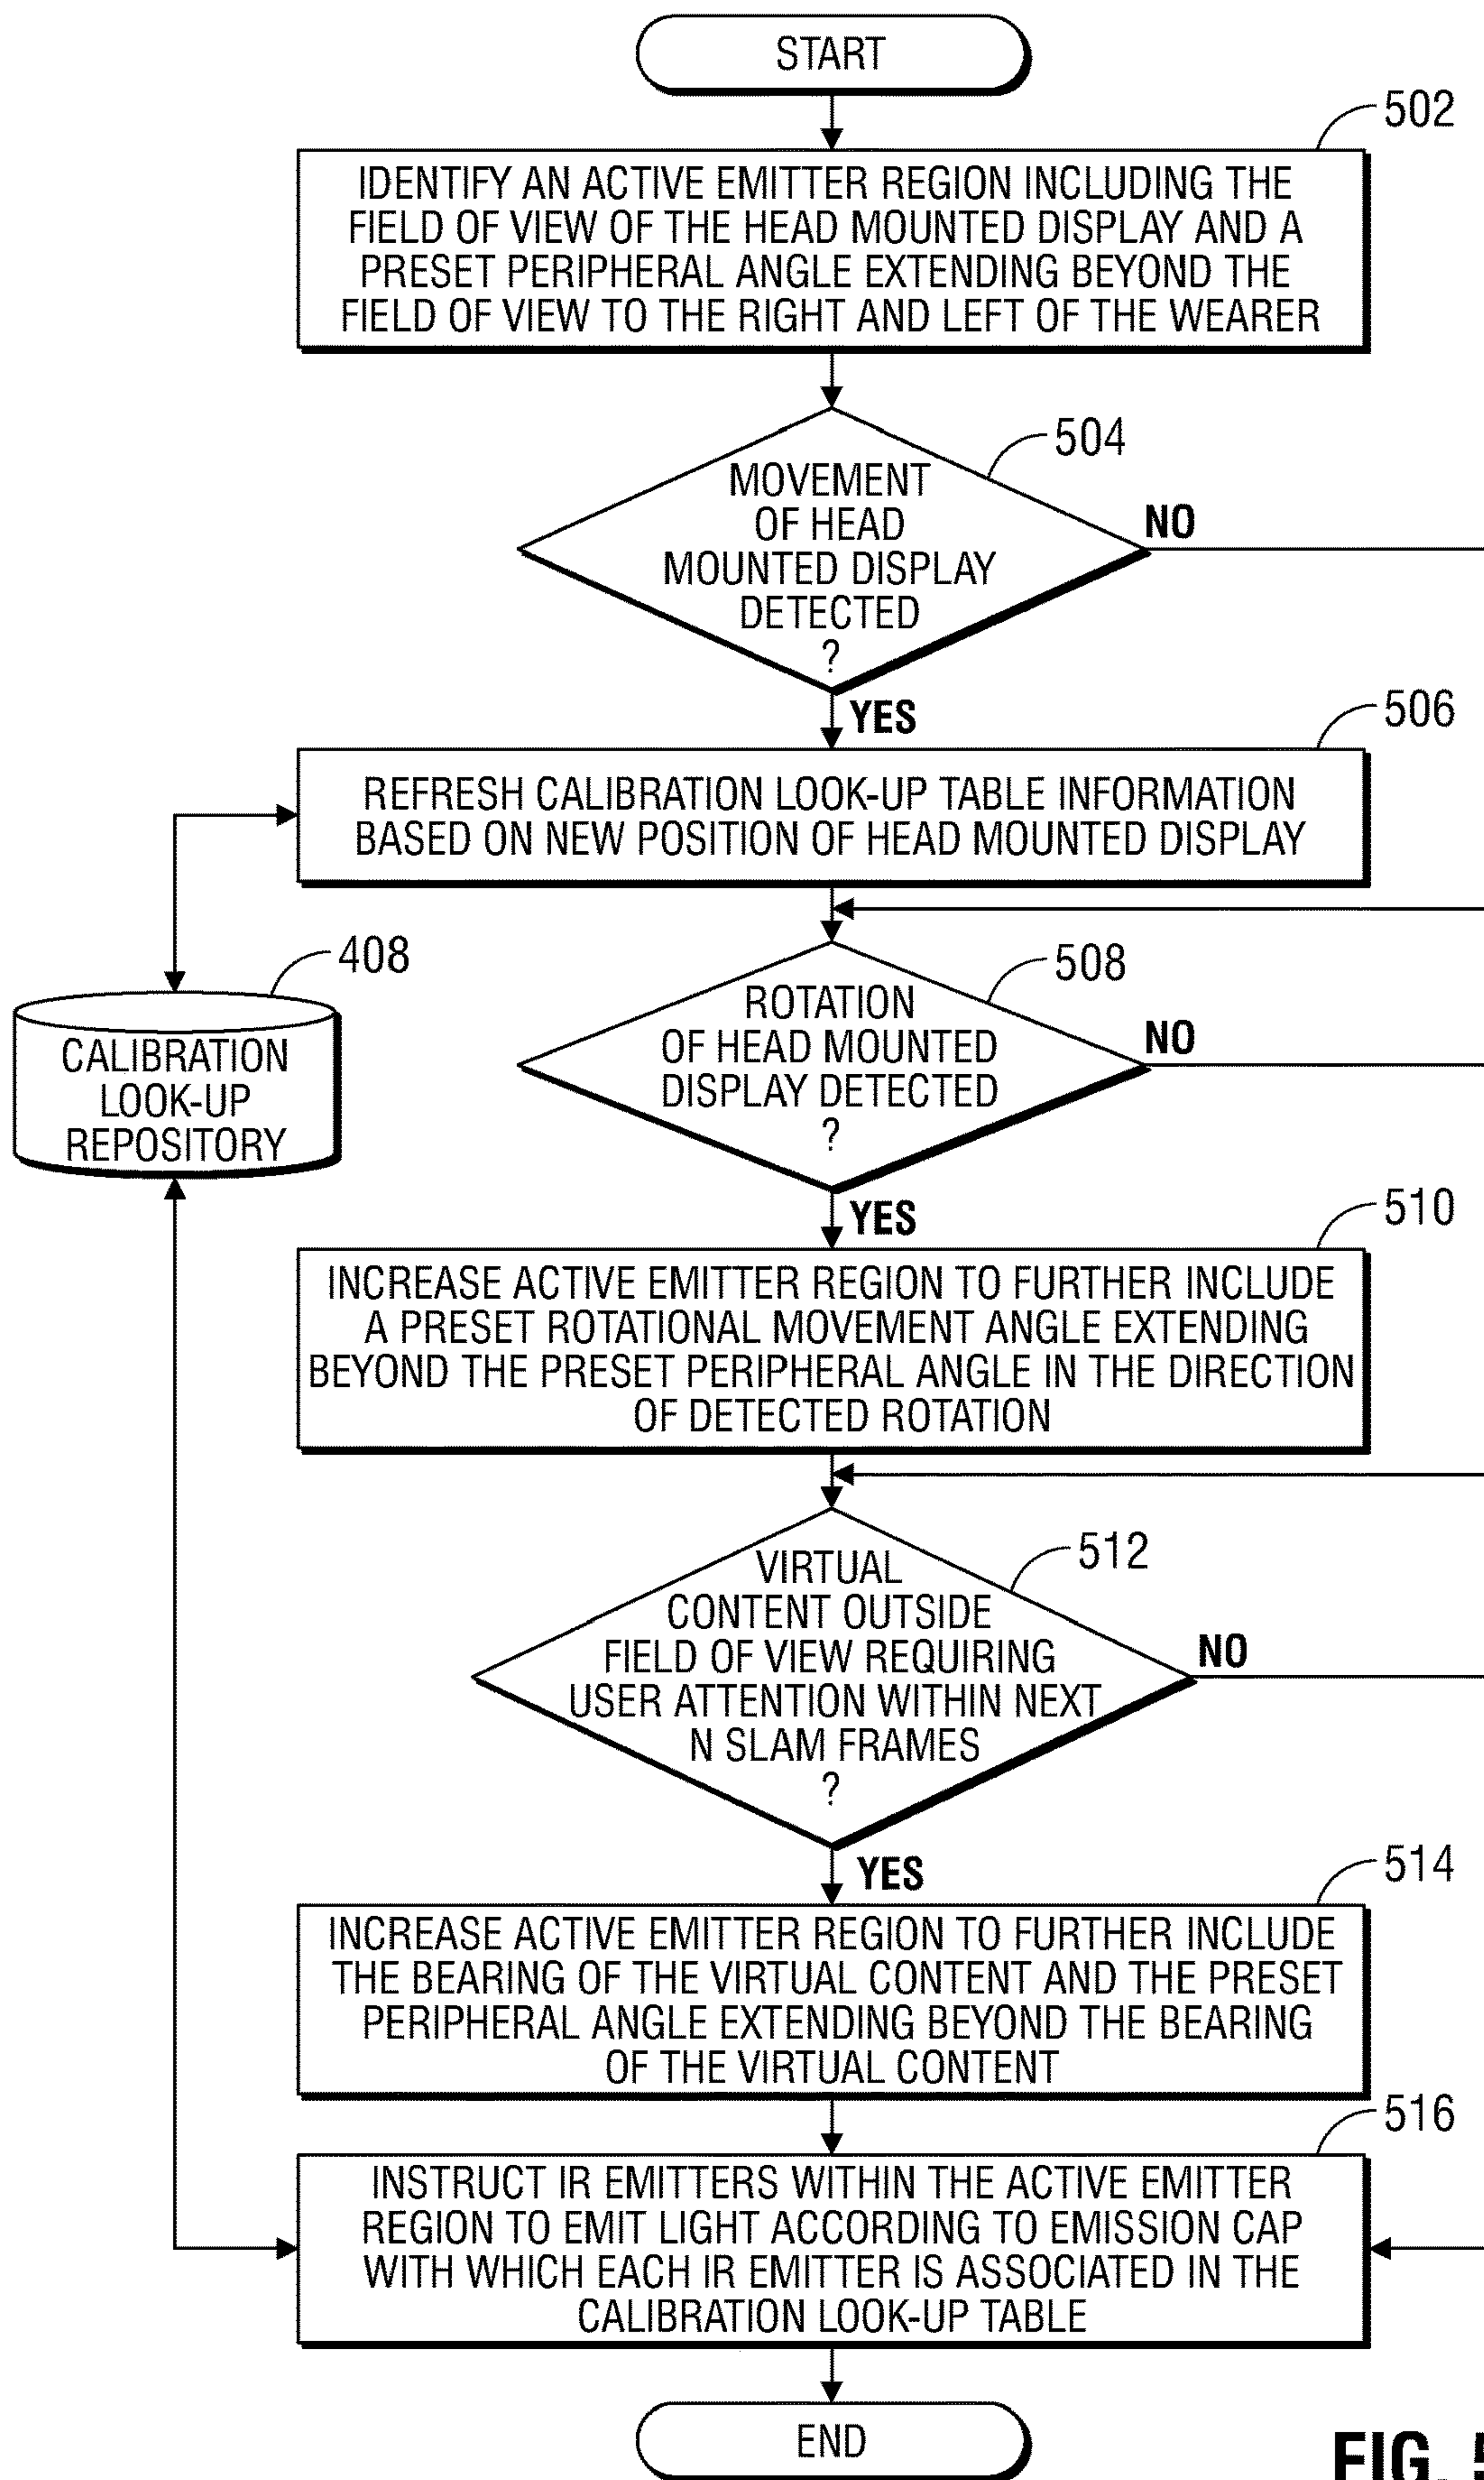 START
502
IDENTIFY AN ACTIVE EMITTER REGION INCLUDING THE
FIELD OF VIEW OF THE HEAD MOUNTED DISPLAY AND A
PRESET PERIPHERAL ANGLE EXTENDING BEYOND THE
FIELD OF VIEW TO THE RIGHT AND LEFT OF THE WEARER
504
MOVEMENT
OF HEAD
MOUNTED DISPLAY
DETECTED
?
NO
YES
506
REFRESH CALIBRATION LOOK-UP TABLE INFORMATION
BASED ON NEW POSITION OF HEAD MOUNTED DISPLAY
408
CALIBRATION
LOOK-UP
REPOSITORY
508
ROTATION
OF HEAD MOUNTED
DISPLAY DETECTED
?
NO
YES
510
INCREASE ACTIVE EMITTER REGION TO FURTHER INCLUDE
A PRESET ROTATIONAL MOVEMENT ANGLE EXTENDING
BEYOND THE PRESET PERIPHERAL ANGLE IN THE DIRECTION
OF DETECTED ROTATION
512
VIRTUAL
CONTENT OUTSIDE
FIELD OF VIEW REQUIRING
USER ATTENTION WITHIN NEXT
N SLAM FRAMES
?
NO
YES
514
INCREASE ACTIVE EMITTER REGION TO FURTHER INCLUDE
THE BEARING OF THE VIRTUAL CONTENT AND THE PRESET
PERIPHERAL ANGLE EXTENDING BEYOND THE BEARING
OF THE VIRTUAL CONTENT
516
INSTRUCT IR EMITTERS WITHIN THE ACTIVE EMITTER
REGION TO EMIT LIGHT ACCORDING TO EMISSION CAP
WITH WHICH EACH IR EMITTER IS ASSOCIATED IN THE
CALIBRATION LOOK-UP TABLE
END
FIG. 5